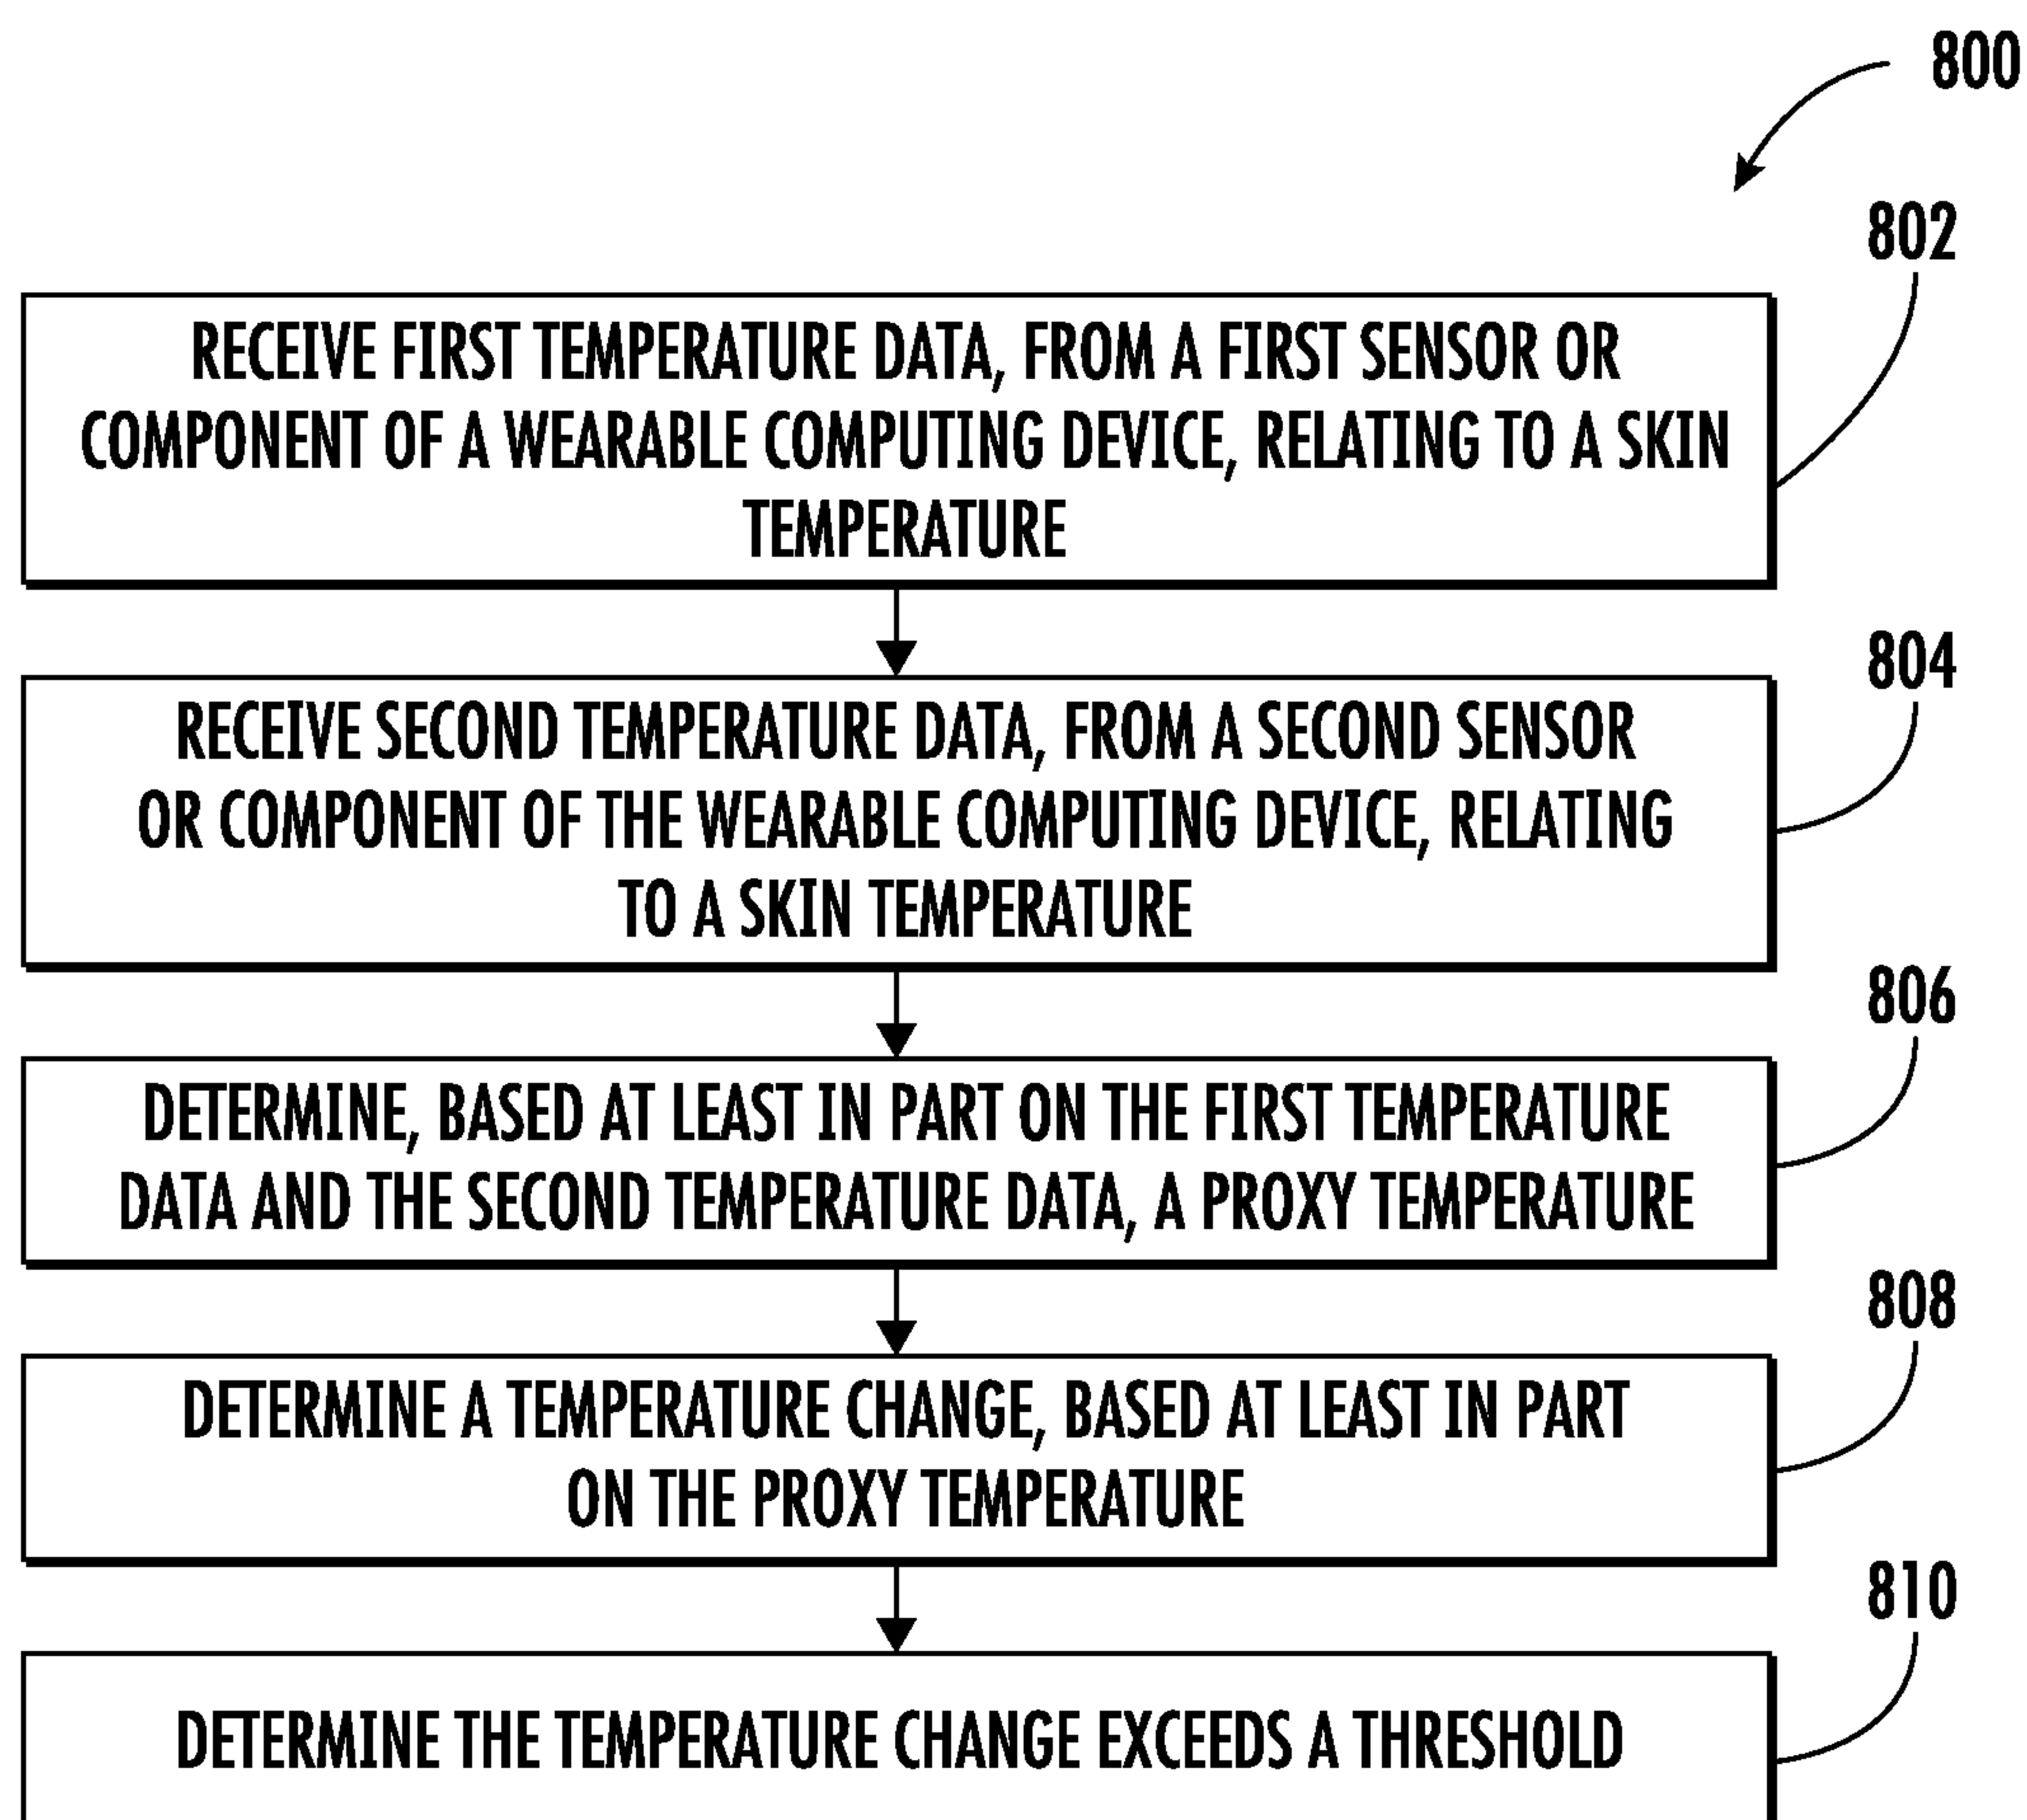 800
802
RECEIVE FIRST TEMPERATURE DATA, FROM A FIRST SENSOR OR
COMPONENT OF A WEARABLE COMPUTING DEVICE, RELATING TO A SKIN
TEMPERATURE
804
RECEIVE SECOND TEMPERATURE DATA, FROM A SECOND SENSOR
OR COMPONENT OF THE WEARABLE COMPUTING DEVICE, RELATING
TO A SKIN TEMPERATURE
806
DETERMINE, BASED AT LEAST IN PART ON THE FIRST TEMPERATURE
DATA AND THE SECOND TEMPERATURE DATA, A PROXY TEMPERATURE
808
DETERMINE A TEMPERATURE CHANGE, BASED AT LEAST IN PART
ON THE PROXY TEMPERATURE
810
DETERMINE THE TEMPERATURE CHANGE EXCEEDS A THRESHOLD